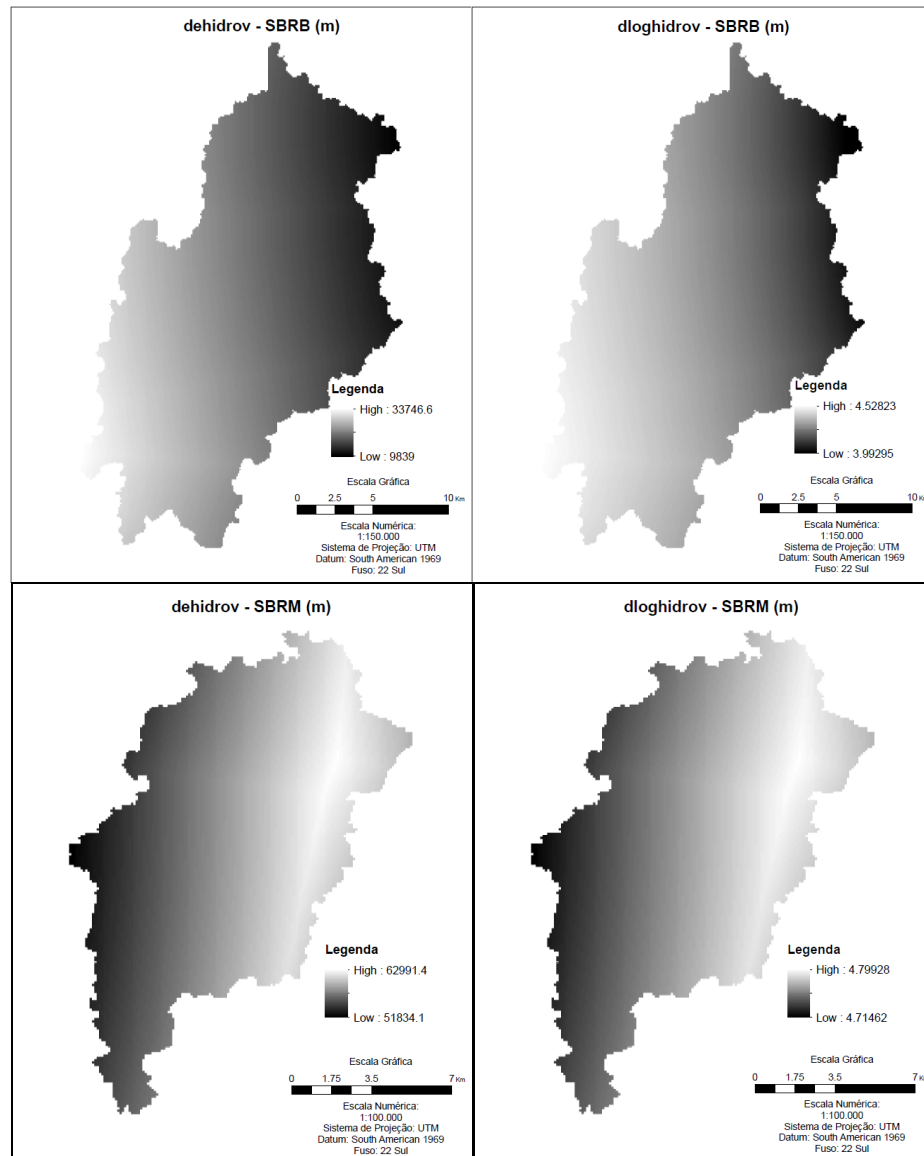 dehidrov - SBRB (m)
Legenda
High : 33746.6
Low : 9839
Escala Gráfica
0 2.5 5 10 Km
Escala Numérica:
1:150.000
Sistema de Projeção: UTM
Datum: South American 1969
Fuso: 22 Sul
dloghidrov - SBRB (m)
Legenda
High : 4.52823
Low : 3.99295
Escala Gráfica
0 2.5 5 10 Km
Escala Numérica:
1:150.000
Sistema de Projeção: UTM
Datum: South American 1969
Fuso: 22 Sul
dehidrov - SBRM (m)
Legenda
High : 62991.4
Low : 51834.1
Escala Gráfica
0 1.75 3.5 7 Km
Escala Numérica:
1:100.000
Sistema de Projeção: UTM
Datum: South American 1969
Fuso: 22 Sul
dloghidrov - SBRM (m)
Legenda
High : 4.79928
Low : 4.71462
Escala Gráfica
0 1.75 3.5 7 Km
Escala Numérica:
1:100.000
Sistema de Projeção: UTM
Datum: South American 1969
Fuso: 22 Sul